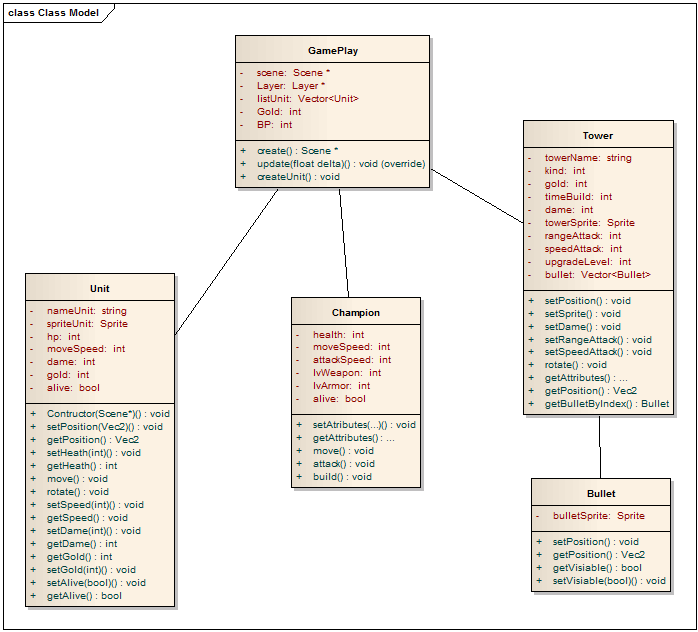 class Class Model
GamePlay
- scene: Scene *
- Layer: Layer *
- listUnit: Vector<Unit>
- Gold: int
- BP: int
+ create() : Scene *
+ update(float delta)() : void (override)
+ createUnit() : void
Tower
- towerName: string
- kind: int
- gold: int
- timeBuild: int
- dame: int
- towerSprite: Sprite
- rangeAttack: int
- speedAttack: int
- upgradeLevel: int
- bullet: Vector<Bullet>
+ setPosition() : void
+ setSprite() : void
+ setDame() : void
+ setRangeAttack() : void
+ setSpeedAttack() : void
+ rotate() : void
+ getAttributes() : ...
+ getPosition() : Vec2
+ getBulletByIndex() : Bullet
Unit
- nameUnit: string
- spriteUnit: Sprite
- hp: int
- moveSpeed: int
- dame: int
- gold: int
- alive: bool
+ Contructor(Scene*)() : void
+ setPosition(Vec2)() : void
+ getPosition() : Vec2
+ setHeath(int)() : void
+ getHeath() : int
+ move() : void
+ rotate() : void
+ setSpeed(int)() : void
+ getSpeed() : void
+ setDame(int)() : void
+ getDame() : int
+ getGold() : int
+ setGold(int)() : void
+ setAlive(bool)() : void
+ getAlive() : bool
Champion
- health: int
- moveSpeed: int
- attackSpeed: int
- lvWeapon: int
- lvArmor: int
- alive: bool
+ setAtributes(...)() : void
+ getAttributes() : ...
+ move() : void
+ attack() : void
+ build() : void
Bullet
- bulletSprite: Sprite
+ setPosition() : void
+ getPosition() : Vec2
+ getVisiable() : bool
+ setVisiable(bool)() : void